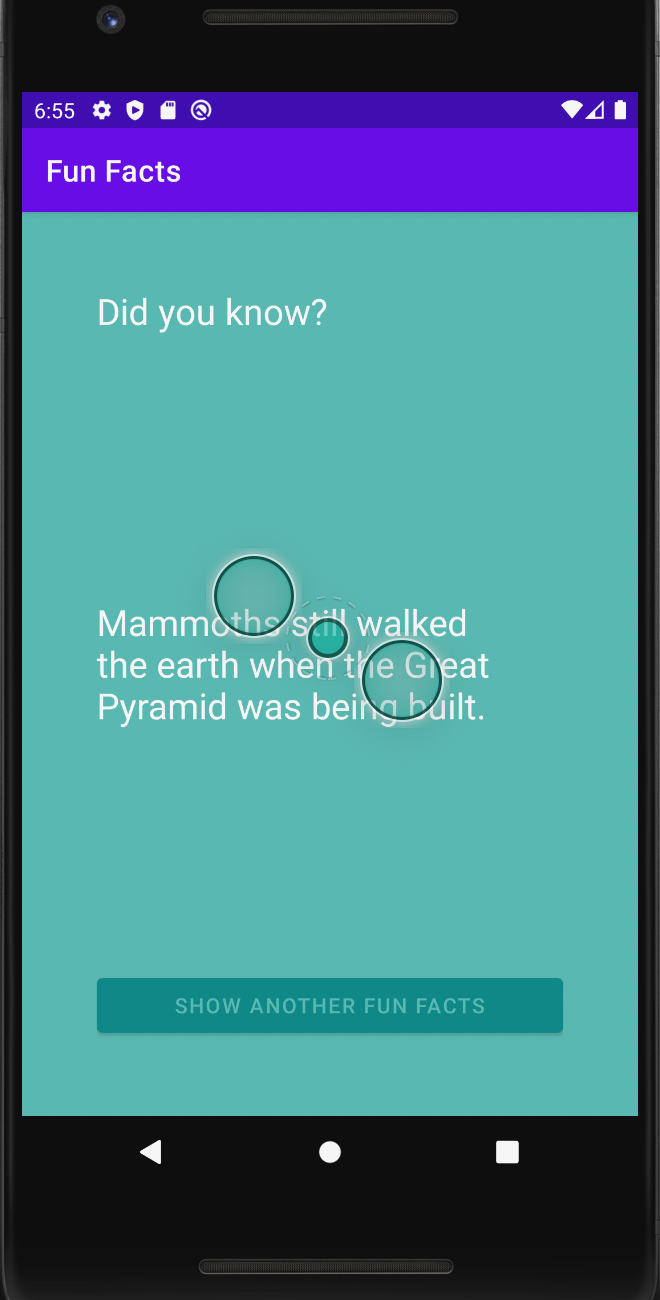 6:55
Fun Facts
Did you know?
Mammoths still walked
the earth when the Great
Pyramid was being built.
SHOW ANOTHER FUN FACTS